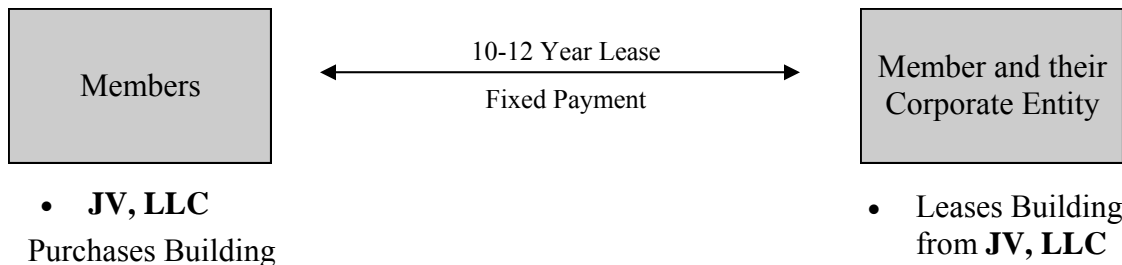 Members
10-12 Year Lease
Fixed Payment
Member and their
Corporate Entity
• JV, LLC
Purchases Building
• Leases Building
from JV, LLC